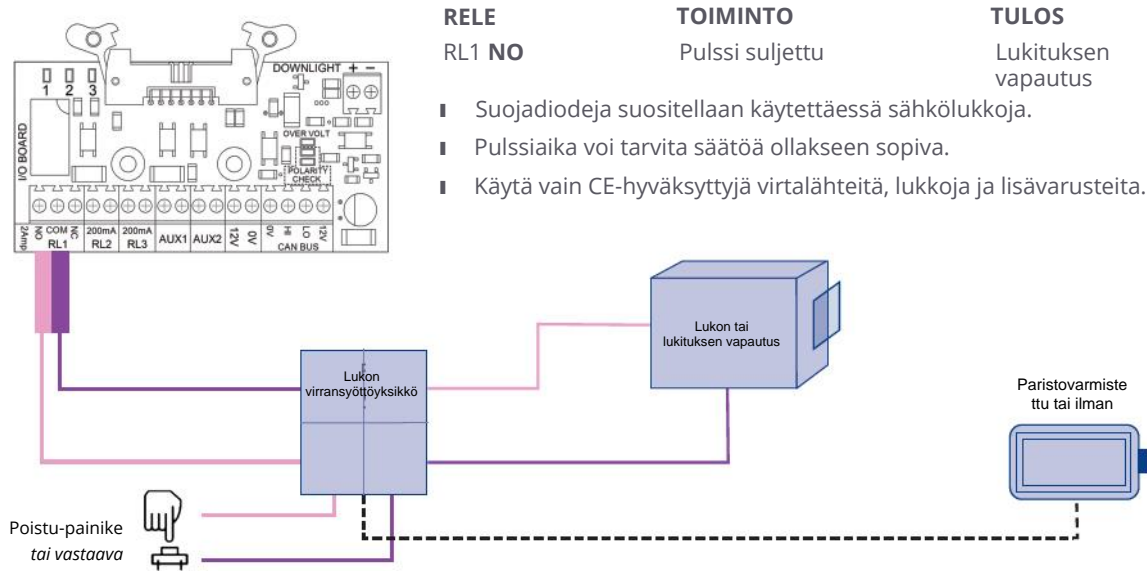 RELE TOIMINTO TULOS
RL1 NO Pulssi suljettu Lukituksen
vapautus
Suojadiodeja suositellaan käytettäessä sähkölukkoja.
Pulssiaika voi tarvita säätöä ollakseen sopiva.
Käytä vain CE-hyväksyttyjä virtalähteitä, lukkoja ja lisävarusteita.
DOWNLIGHT + −
1 2 3
I/O BOARD
OVER VOLT
POLARITY
CHECK
2Amp NO COM NC 200mA 200mA AUX1 AUX2 12V 0V 0V HI LO 12V
RL1 RL2 RL3 CAN BUS
Lukon tai
lukituksen vapautus
Lukon
virransyöttöyksikkö
Paristovarmiste
ttu tai ilman
Poistu-painike
tai vastaava